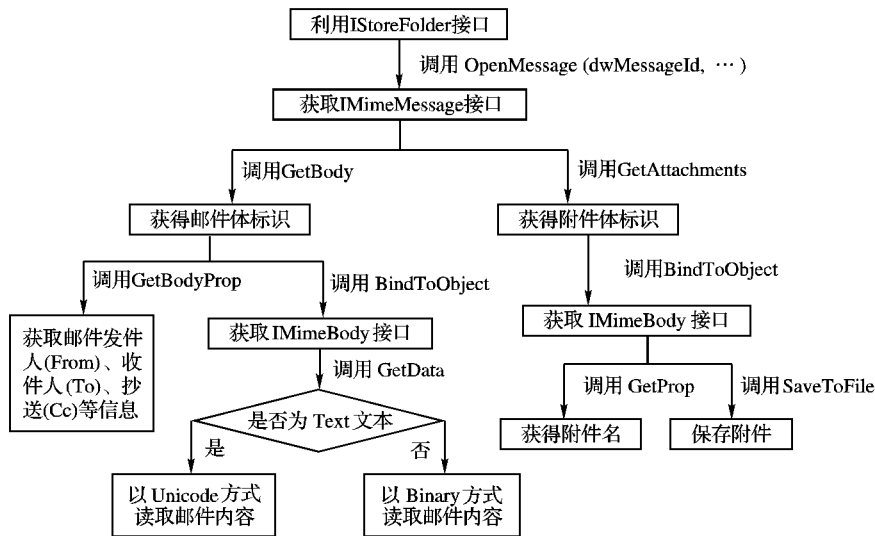 利用IStoreFolder接口
调用 OpenMessage (dwMessageId, … )
获取IMimeMessage接口
调用GetBody
调用GetAttachments
获得邮件体标识
获得附件体标识
调用GetBodyProp
调用 BindToObject
调用BindToObject
获取邮件发件
人(From)、收
件人(To)、抄
送(Cc)等信息
获取 IMimeBody 接口
获取 IMimeBody 接口
调用 GetData
调用 GetProp
调用SaveToFile
是否为 Text 文本
获得附件名
保存附件
是
否
以 Unicode 方式
读取邮件内容
以 Binary 方式
读取邮件内容